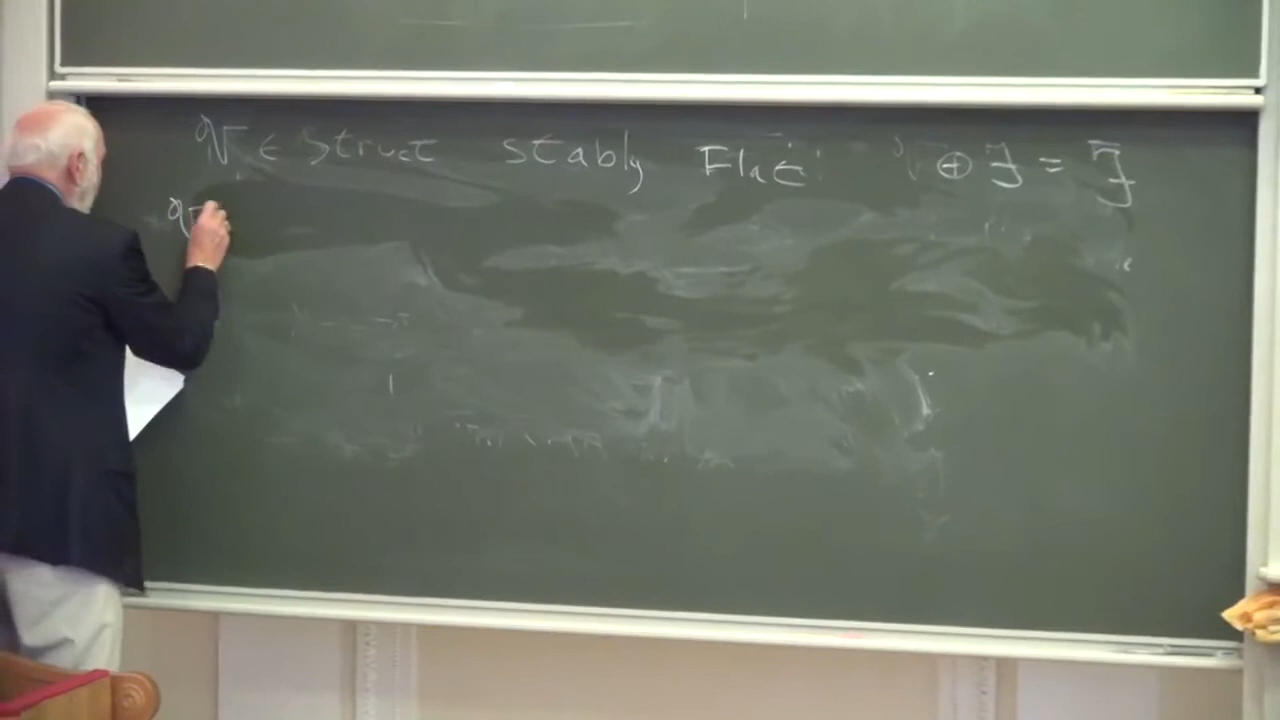 𝒱 ∈ Struct stably Flat 𝒱 ⊕ ℱ = ℱ
𝒱